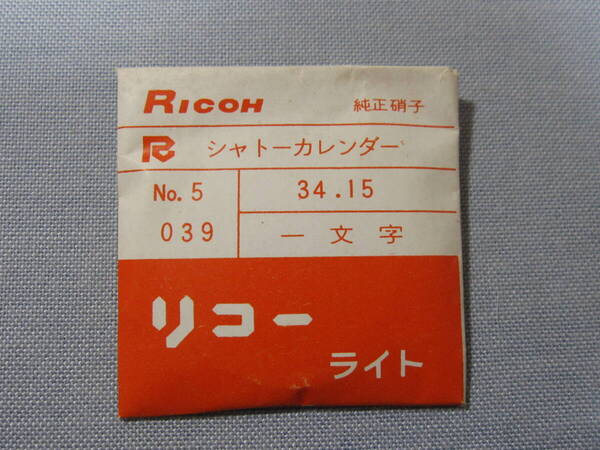 RICOH 純正硝子
R シャトーカレンダー
No. 5 34.15
039 一文字
リコー
ライト